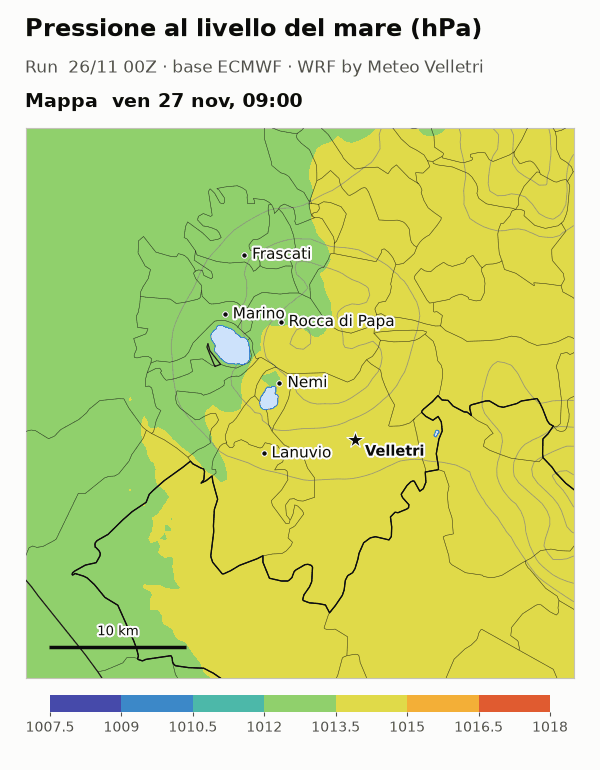 Pressione al livello del mare (hPa)
Run  26/11 00Z · base ECMWF · WRF by Meteo Velletri
Mappa  ven 27 nov, 09:00
Frascati
Marino
Rocca di Papa
Nemi
Velletri
Lanuvio
10 km
1007.5 1009 1010.5 1012 1013.5 1015 1016.5 1018